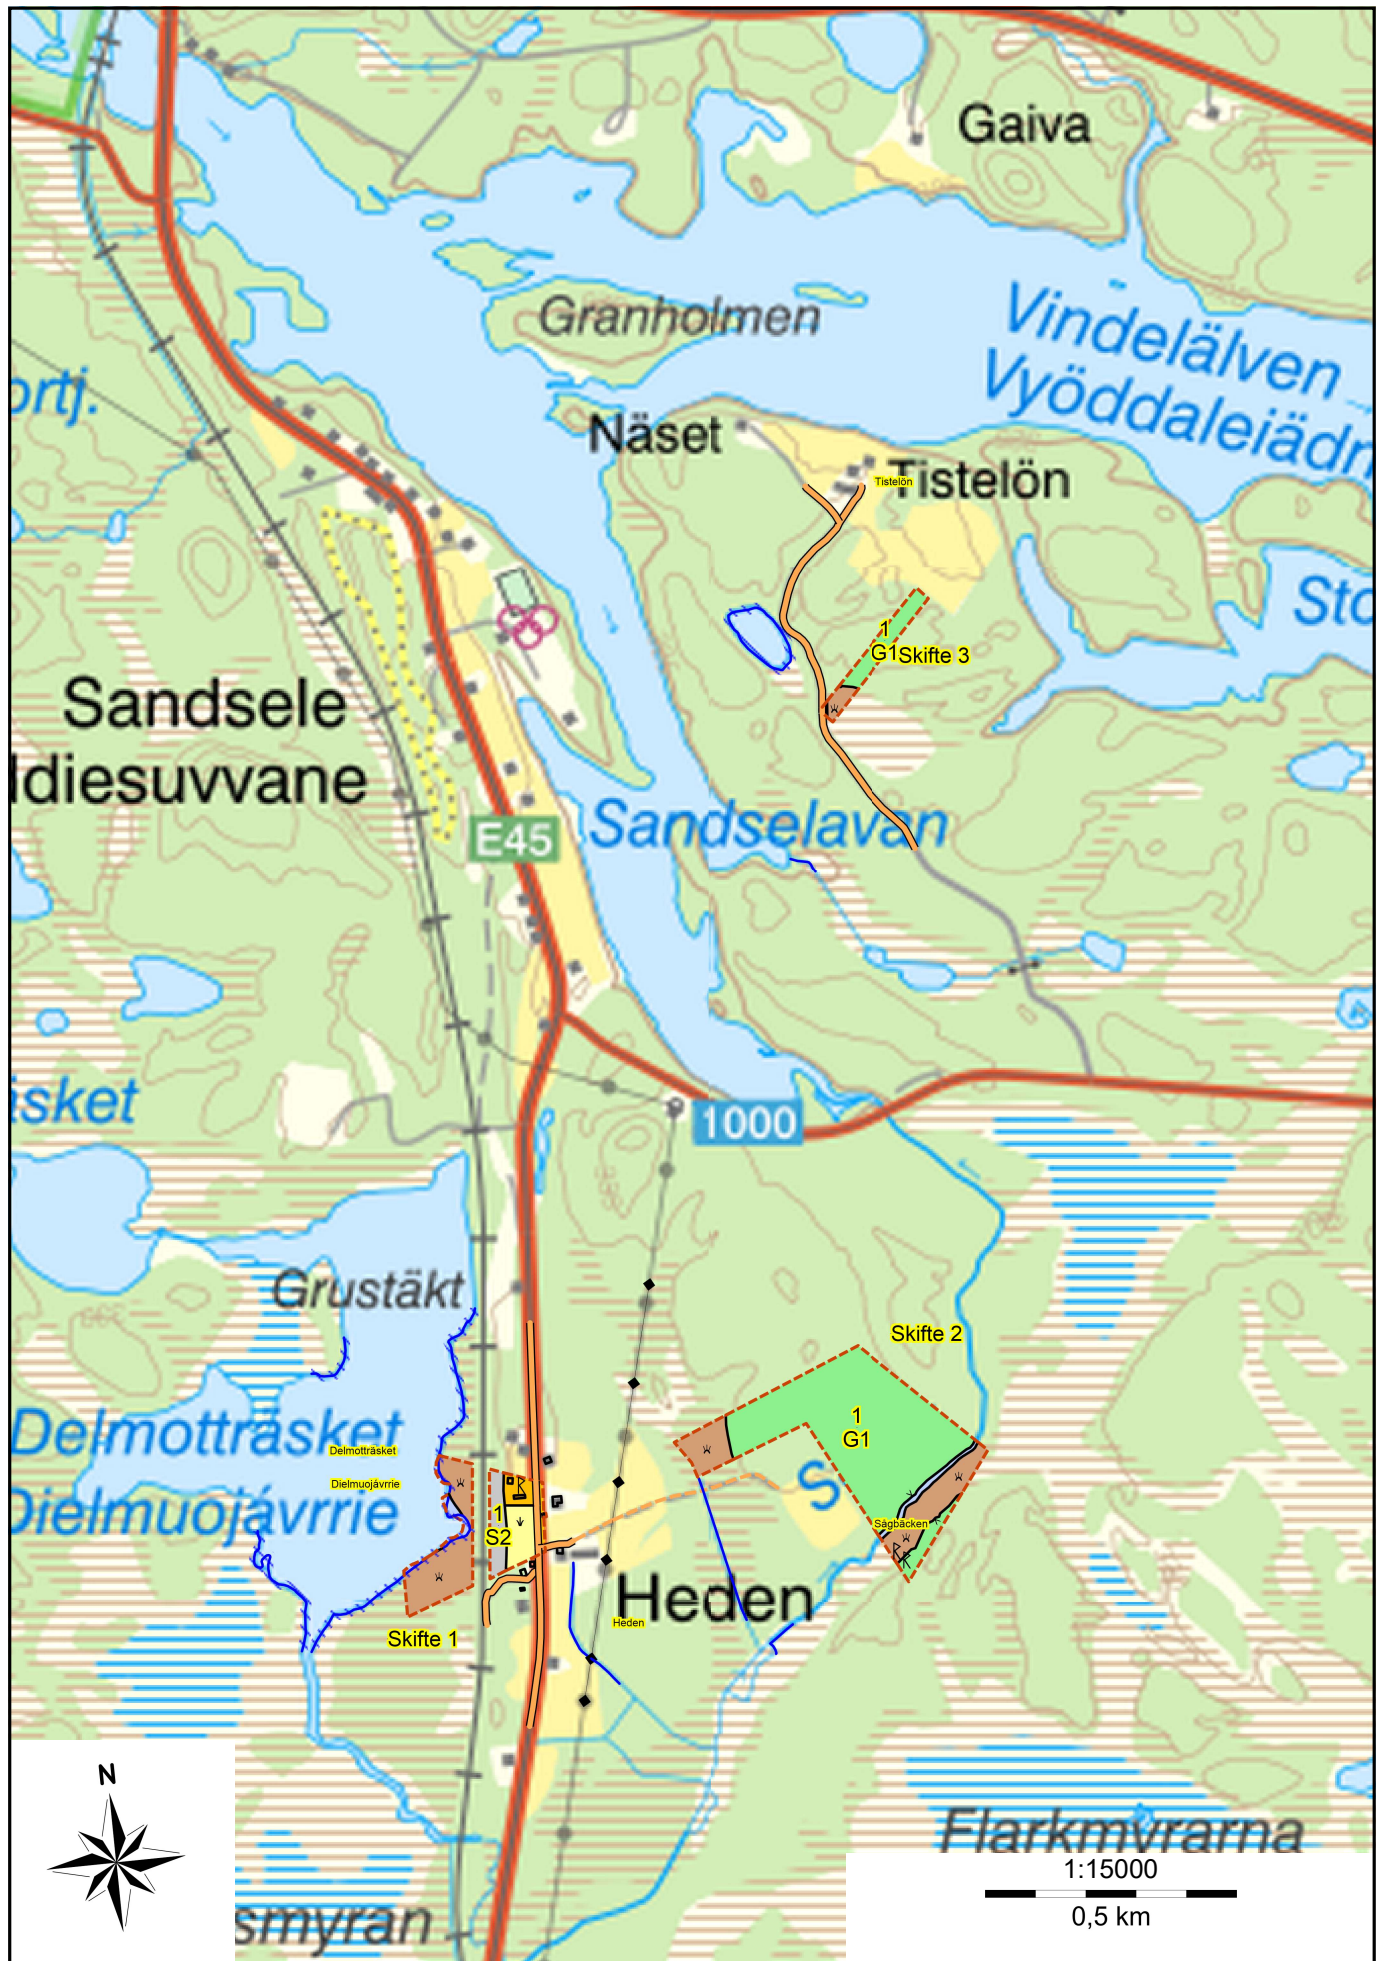 Gaiva
Granholmen
Vindelälven
Vyöddaleiädn
ortj.
Näset
Tistelön
Tistelön
1
G1 Skifte 3
Sto
Sandsele
ddiesuvvane
Sandselavan
E45
äsket
1000
Grustäkt
Skifte 2
1
G1
Delmotträsket
Delmotträsket
Dielmuojávrrie
Dielmuojávrrie
1
S2
S
Sågbäcken
Heden
Heden
Skifte 1
N
Flarkmyrarna
1:15000
0,5 km
smyran